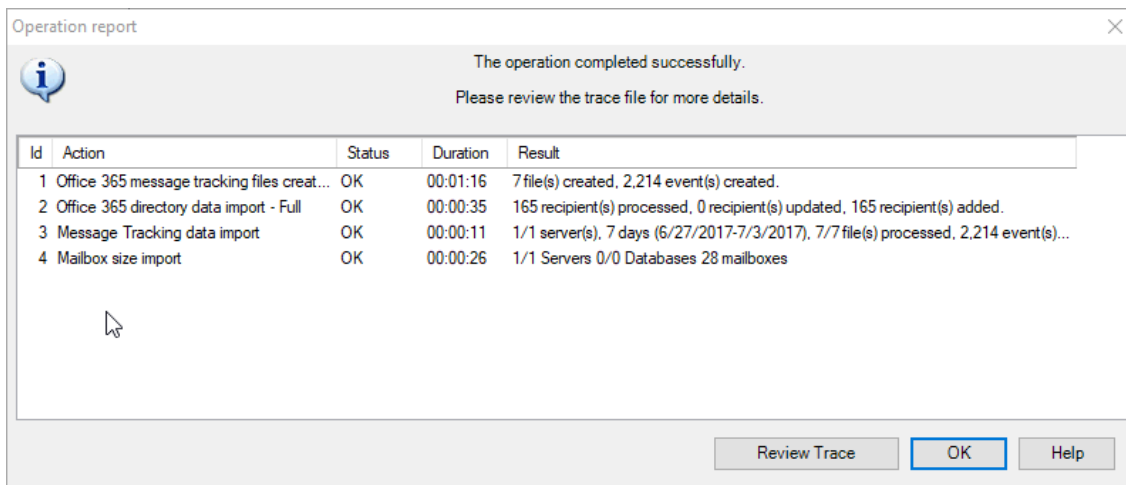 Operation report
The operation completed successfully.
Please review the trace file for more details.
Id Action Status Duration Result
1 Office 365 message tracking files creat... OK 00:01:16 7 file(s) created, 2,214 event(s) created.
2 Office 365 directory data import - Full OK 00:00:35 165 recipient(s) processed, 0 recipient(s) updated, 165 recipient(s) added.
3 Message Tracking data import OK 00:00:11 1/1 server(s), 7 days (6/27/2017-7/3/2017), 7/7 file(s) processed, 2,214 event(s)...
4 Mailbox size import OK 00:00:26 1/1 Servers 0/0 Databases 28 mailboxes
Review Trace OK Help